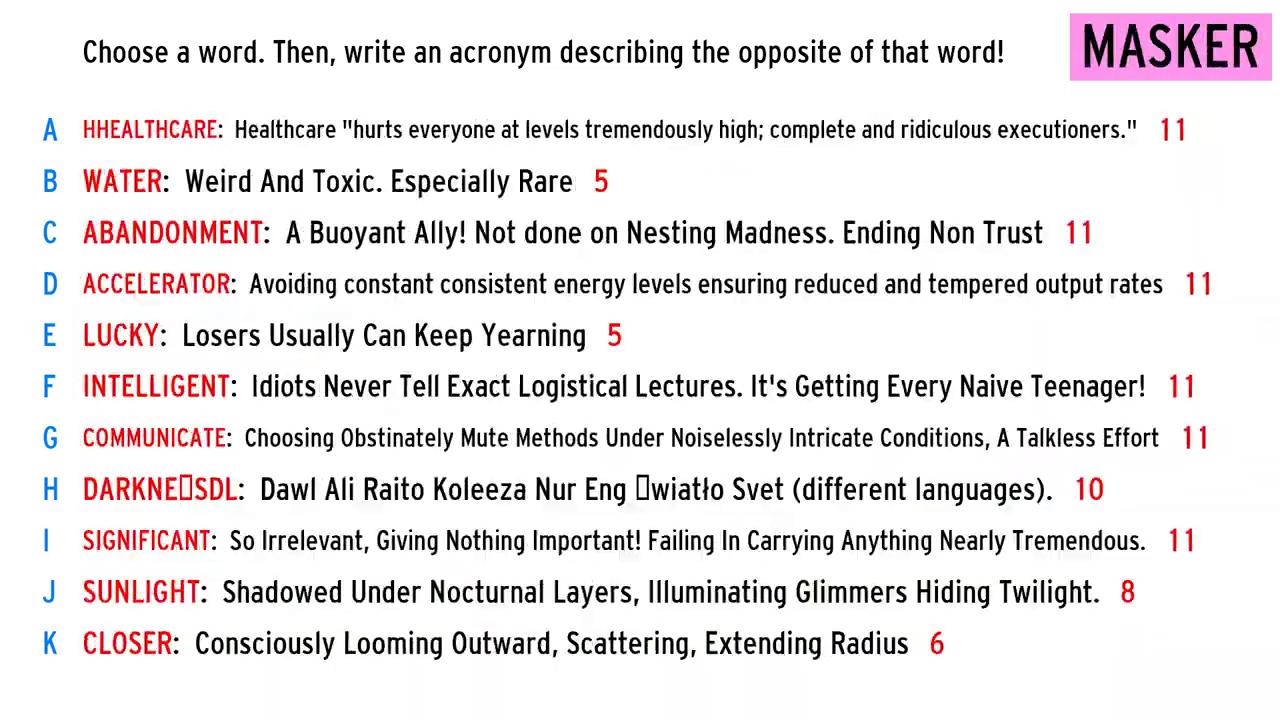 Choose a word. Then, write an acronym describing the opposite of that word!
MASKER
A HHEALTHCARE: Healthcare "hurts everyone at levels tremendously high; complete and ridiculous executioners." 11
B WATER: Weird And Toxic. Especially Rare 5
C ABANDONMENT: A Buoyant Ally! Not done on Nesting Madness. Ending Non Trust 11
D ACCELERATOR: Avoiding constant consistent energy levels ensuring reduced and tempered output rates 11
E LUCKY: Losers Usually Can Keep Yearning 5
F INTELLIGENT: Idiots Never Tell Exact Logistical Lectures. It's Getting Every Naive Teenager! 11
G COMMUNICATE: Choosing Obstinately Mute Methods Under Noiselessly Intricate Conditions, A Talkless Effort 11
H DARKNE▯SDL: Dawl Ali Raito Koleeza Nur Eng ▯wiatło Svet (different languages). 10
I SIGNIFICANT: So Irrelevant, Giving Nothing Important! Failing In Carrying Anything Nearly Tremendous. 11
J SUNLIGHT: Shadowed Under Nocturnal Layers, Illuminating Glimmers Hiding Twilight. 8
K CLOSER: Consciously Looming Outward, Scattering, Extending Radius 6